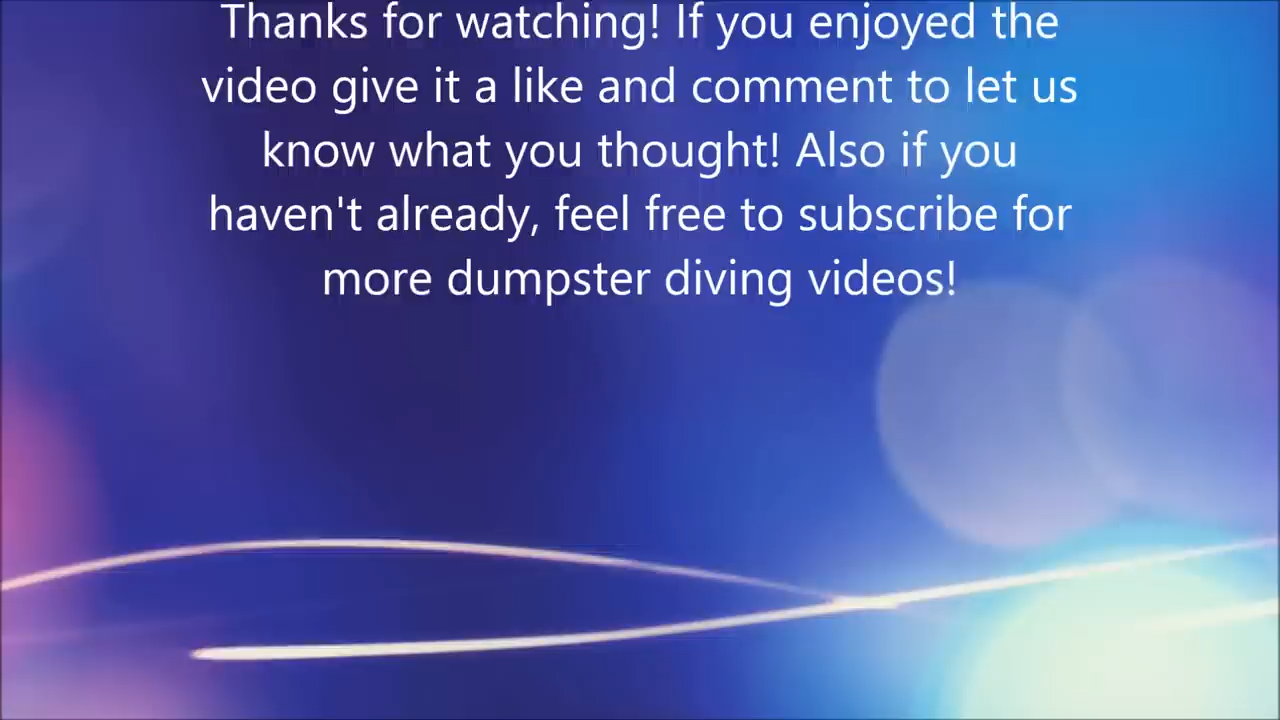 Thanks for watching! If you enjoyed the
video give it a like and comment to let us
know what you thought! Also if you
haven't already, feel free to subscribe for
more dumpster diving videos!